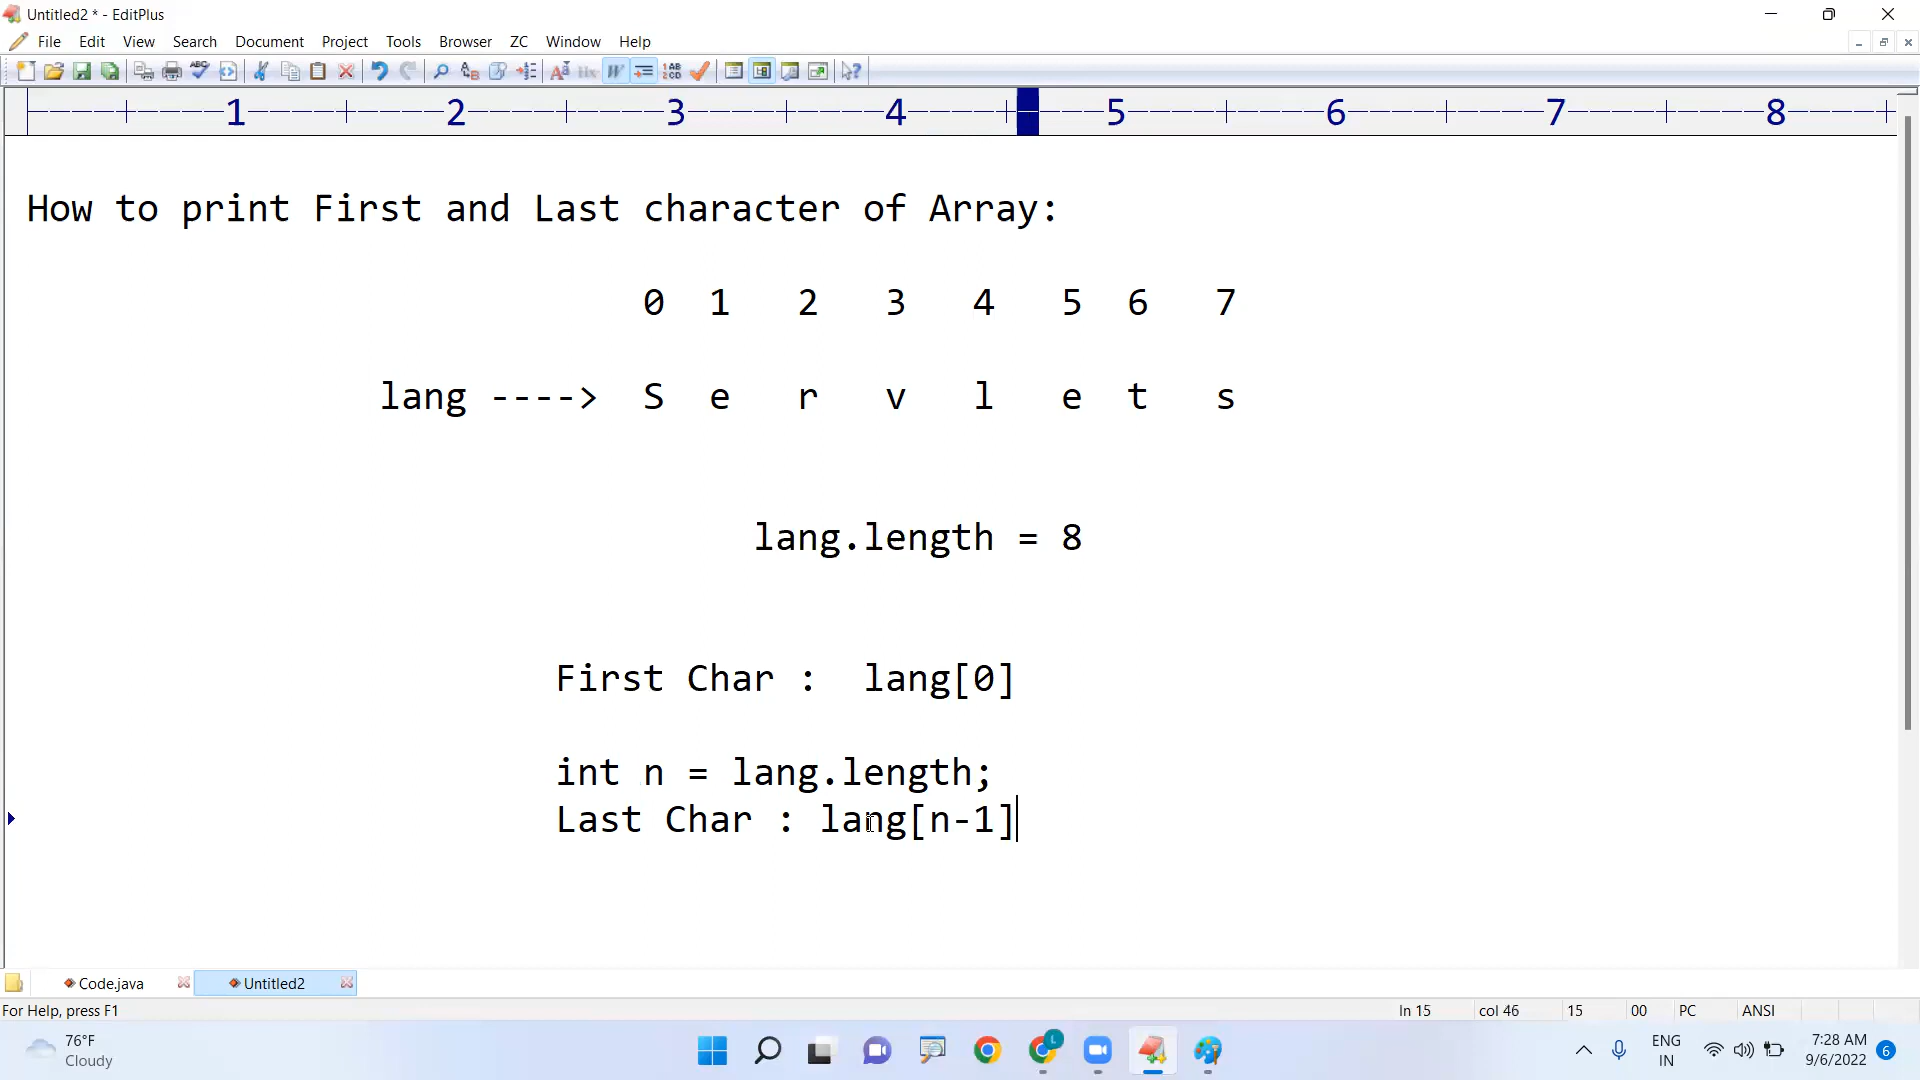 Untitled2 * - EditPlus
File Edit View Search Document Project Tools Browser ZC Window Help
1 2 3 4 5 6 7 8
How to print First and Last character of Array:
0 1 2 3 4 5 6 7
lang ----> S e r v l e t s
lang.length = 8
First Char : lang[0]
int n = lang.length;
Last Char : lang[n-1]
Code.java Untitled2
For Help, press F1 ln 15 col 46 15 00 PC ANSI
76°F
Cloudy
ENG
IN
7:28 AM
9/6/2022
6